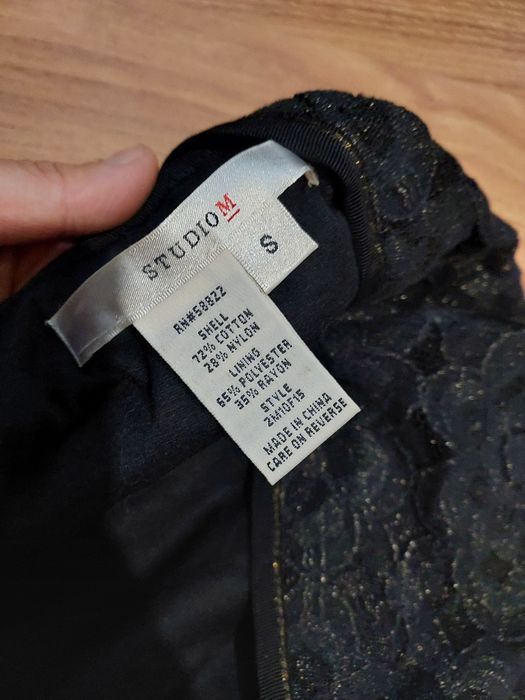 STUDIO M
S
RN#58822
SHELL
72% COTTON
28% NYLON
LINING
65% POLYESTER
35% RAYON
STYLE
ZM10F15
MADE IN CHINA
CARE ON REVERSE